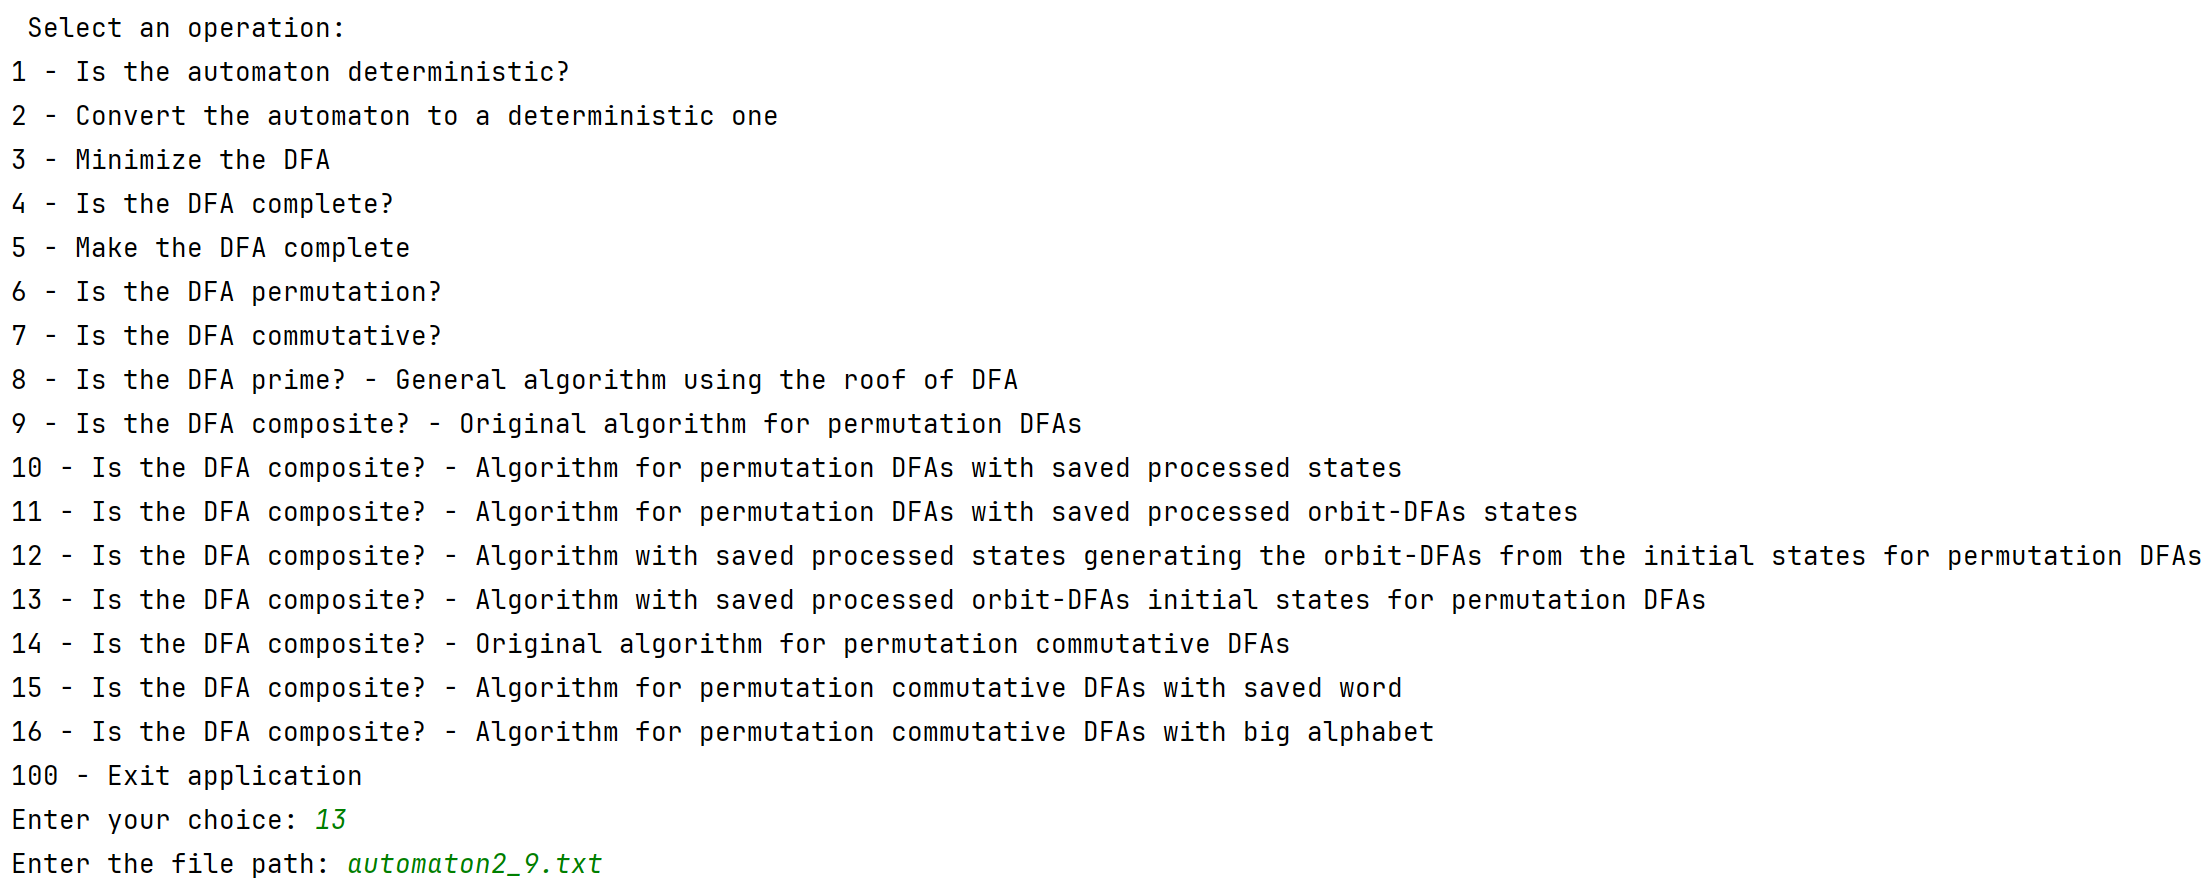 Select an operation:
1 - Is the automaton deterministic?
2 - Convert the automaton to a deterministic one
3 - Minimize the DFA
4 - Is the DFA complete?
5 - Make the DFA complete
6 - Is the DFA permutation?
7 - Is the DFA commutative?
8 - Is the DFA prime? - General algorithm using the roof of DFA
9 - Is the DFA composite? - Original algorithm for permutation DFAs
10 - Is the DFA composite? - Algorithm for permutation DFAs with saved processed states
11 - Is the DFA composite? - Algorithm for permutation DFAs with saved processed orbit-DFAs states
12 - Is the DFA composite? - Algorithm with saved processed states generating the orbit-DFAs from the initial states for permutation DFAs
13 - Is the DFA composite? - Algorithm with saved processed orbit-DFAs initial states for permutation DFAs
14 - Is the DFA composite? - Original algorithm for permutation commutative DFAs
15 - Is the DFA composite? - Algorithm for permutation commutative DFAs with saved word
16 - Is the DFA composite? - Algorithm for permutation commutative DFAs with big alphabet
100 - Exit application
Enter your choice: 13
Enter the file path: automaton2_9.txt